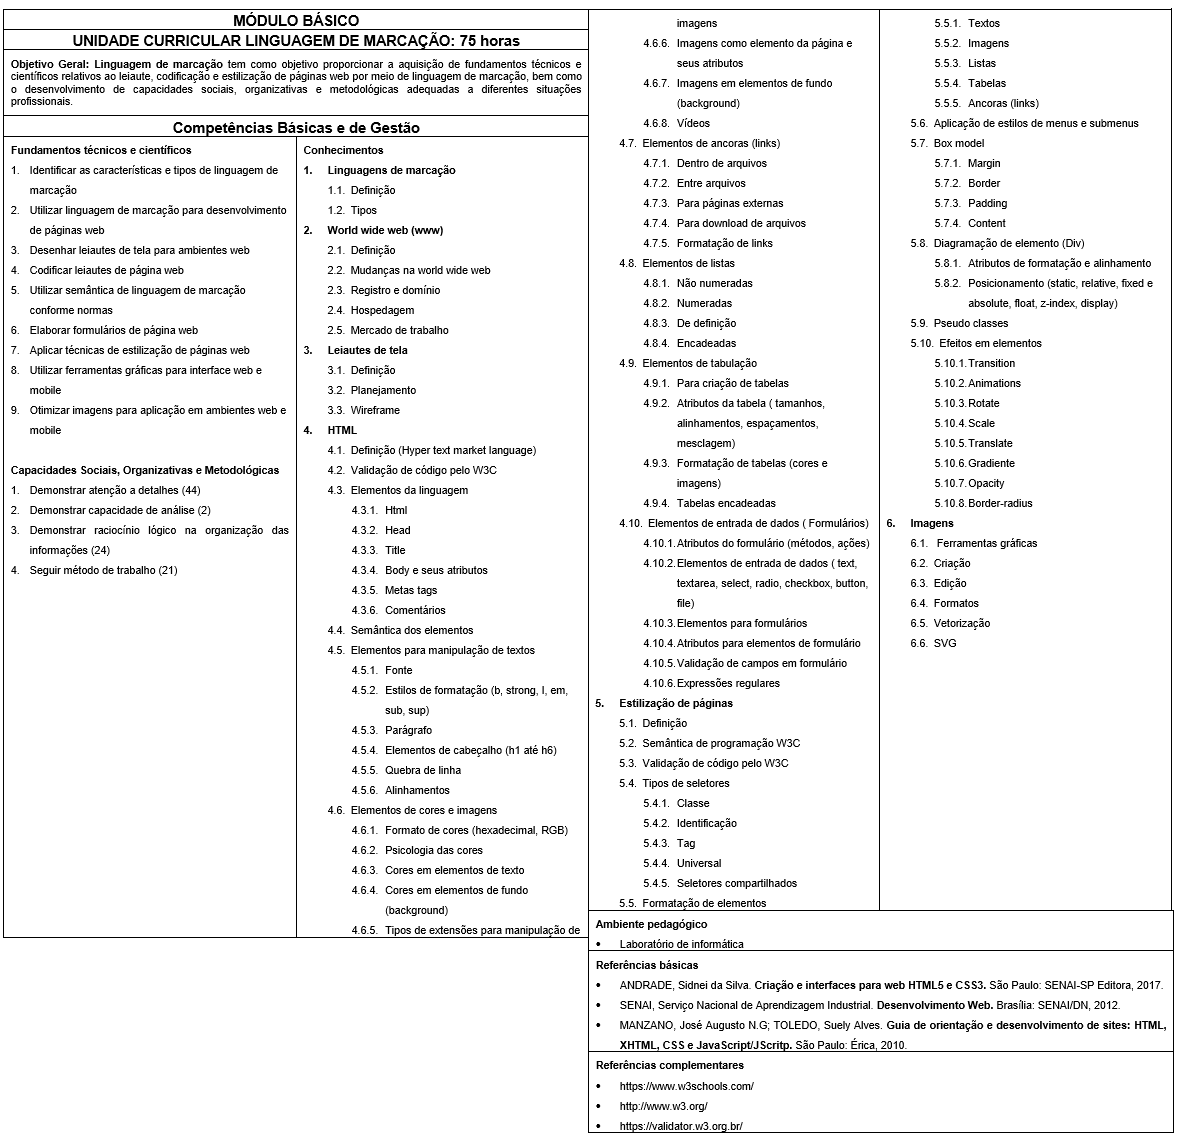 MÓDULO BÁSICO
UNIDADE CURRICULAR LINGUAGEM DE MARCAÇÃO: 75 horas
Objetivo Geral: Linguagem de marcação tem como objetivo proporcionar a aquisição de fundamentos técnicos e
científicos relativos ao leiaute, codificação e estilização de páginas web por meio de linguagem de marcação, bem como
o desenvolvimento de capacidades sociais, organizativas e metodológicas adequadas a diferentes situações
profissionais.
Competências Básicas e de Gestão
Fundamentos técnicos e científicos
1. Identificar as características e tipos de linguagem de
marcação
2. Utilizar linguagem de marcação para desenvolvimento
de páginas web
3. Desenhar leiautes de tela para ambientes web
4. Codificar leiautes de página web
5. Utilizar semântica de linguagem de marcação
conforme normas
6. Elaborar formulários de página web
7. Aplicar técnicas de estilização de páginas web
8. Utilizar ferramentas gráficas para interface web e
mobile
9. Otimizar imagens para aplicação em ambientes web e
mobile
Capacidades Sociais, Organizativas e Metodológicas
1. Demonstrar atenção a detalhes (44)
2. Demonstrar capacidade de análise (2)
3. Demonstrar raciocínio lógico na organização das
informações (24)
4. Seguir método de trabalho (21)
Conhecimentos
1. Linguagens de marcação
1.1. Definição
1.2. Tipos
2. World wide web (www)
2.1. Definição
2.2. Mudanças na world wide web
2.3. Registro e domínio
2.4. Hospedagem
2.5. Mercado de trabalho
3. Leiautes de tela
3.1. Definição
3.2. Planejamento
3.3. Wireframe
4. HTML
4.1. Definição (Hyper text market language)
4.2. Validação de código pelo W3C
4.3. Elementos da linguagem
4.3.1. Html
4.3.2. Head
4.3.3. Title
4.3.4. Body e seus atributos
4.3.5. Metas tags
4.3.6. Comentários
4.4. Semântica dos elementos
4.5. Elementos para manipulação de textos
4.5.1. Fonte
4.5.2. Estilos de formatação (b, strong, I, em,
sub, sup)
4.5.3. Parágrafo
4.5.4. Elementos de cabeçalho (h1 até h6)
4.5.5. Quebra de linha
4.5.6. Alinhamentos
4.6. Elementos de cores e imagens
4.6.1. Formato de cores (hexadecimal, RGB)
4.6.2. Psicologia das cores
4.6.3. Cores em elementos de texto
4.6.4. Cores em elementos de fundo
(background)
4.6.5. Tipos de extensões para manipulação de
imagens
4.6.6. Imagens como elemento da página e
seus atributos
4.6.7. Imagens em elementos de fundo
(background)
4.6.8. Vídeos
4.7. Elementos de ancoras (links)
4.7.1. Dentro de arquivos
4.7.2. Entre arquivos
4.7.3. Para páginas externas
4.7.4. Para download de arquivos
4.7.5. Formatação de links
4.8. Elementos de listas
4.8.1. Não numeradas
4.8.2. Numeradas
4.8.3. De definição
4.8.4. Encadeadas
4.9. Elementos de tabulação
4.9.1. Para criação de tabelas
4.9.2. Atributos da tabela ( tamanhos,
alinhamentos, espaçamentos,
mesclagem)
4.9.3. Formatação de tabelas (cores e
imagens)
4.9.4. Tabelas encadeadas
4.10. Elementos de entrada de dados ( Formulários)
4.10.1. Atributos do formulário (métodos, ações)
4.10.2. Elementos de entrada de dados ( text,
textarea, select, radio, checkbox, button,
file)
4.10.3. Elementos para formulários
4.10.4. Atributos para elementos de formulário
4.10.5. Validação de campos em formulário
4.10.6. Expressões regulares
5. Estilização de páginas
5.1. Definição
5.2. Semântica de programação W3C
5.3. Validação de código pelo W3C
5.4. Tipos de seletores
5.4.1. Classe
5.4.2. Identificação
5.4.3. Tag
5.4.4. Universal
5.4.5. Seletores compartilhados
5.5. Formatação de elementos
5.5.1. Textos
5.5.2. Imagens
5.5.3. Listas
5.5.4. Tabelas
5.5.5. Ancoras (links)
5.6. Aplicação de estilos de menus e submenus
5.7. Box model
5.7.1. Margin
5.7.2. Border
5.7.3. Padding
5.7.4. Content
5.8. Diagramação de elemento (Div)
5.8.1. Atributos de formatação e alinhamento
5.8.2. Posicionamento (static, relative, fixed e
absolute, float, z-index, display)
5.9. Pseudo classes
5.10. Efeitos em elementos
5.10.1. Transition
5.10.2. Animations
5.10.3. Rotate
5.10.4. Scale
5.10.5. Translate
5.10.6. Gradiente
5.10.7. Opacity
5.10.8. Border-radius
6. Imagens
6.1. Ferramentas gráficas
6.2. Criação
6.3. Edição
6.4. Formatos
6.5. Vetorização
6.6. SVG
Ambiente pedagógico
• Laboratório de informática
Referências básicas
• ANDRADE, Sidnei da Silva. Criação e interfaces para web HTML5 e CSS3. São Paulo: SENAI-SP Editora, 2017.
• SENAI, Serviço Nacional de Aprendizagem Industrial. Desenvolvimento Web. Brasília: SENAI/DN, 2012.
• MANZANO, José Augusto N.G; TOLEDO, Suely Alves. Guia de orientação e desenvolvimento de sites: HTML,
XHTML, CSS e JavaScript/JScritp. São Paulo: Érica, 2010.
Referências complementares
• https://www.w3schools.com/
• http://www.w3.org/
• https://validator.w3.org.br/